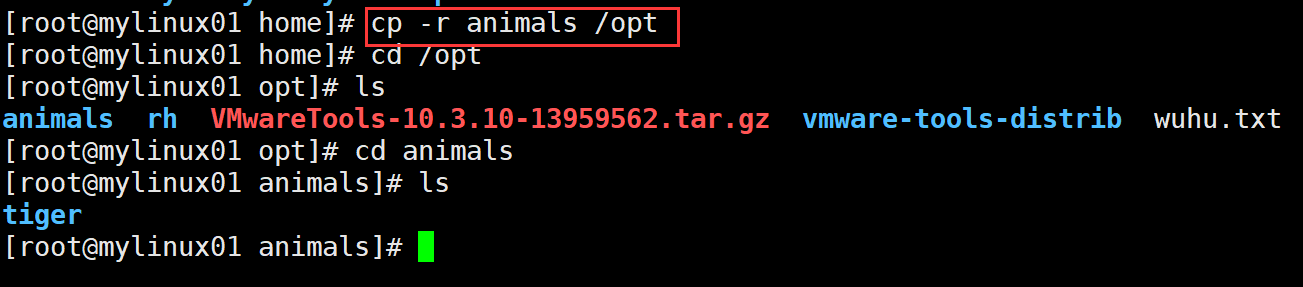 [root@mylinux01 home]# cp -r animals /opt
[root@mylinux01 home]# cd /opt
[root@mylinux01 opt]# ls
animals  rh  VMwareTools-10.3.10-13959562.tar.gz  vmware-tools-distrib  wuhu.txt
[root@mylinux01 opt]# cd animals
[root@mylinux01 animals]# ls
tiger
[root@mylinux01 animals]#